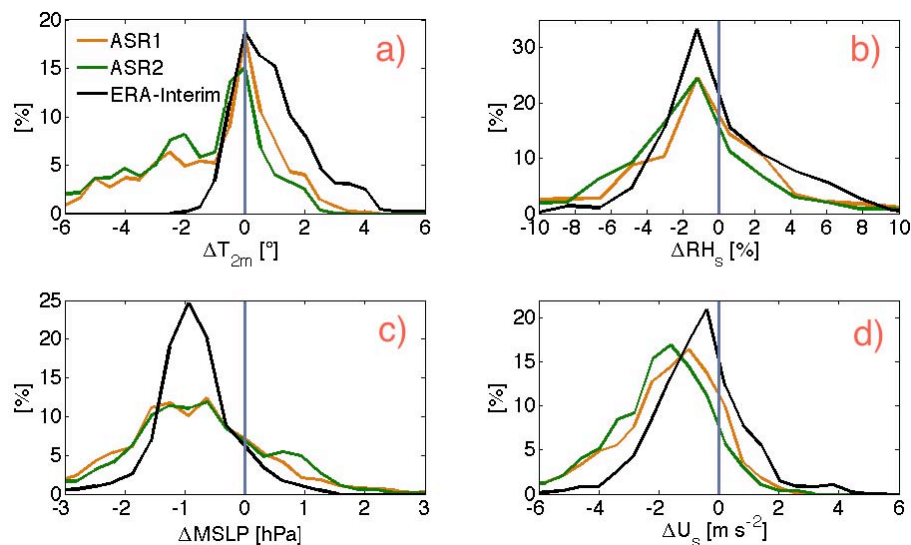 a)
ASR1
ASR2
ERA-Interim
20
15
10
5
0
[%]
-6 -4 -2 0 2 4 6
ΔT2m [°]
b)
30
20
10
0
[%]
-10 -8 -6 -4 -2 0 2 4 6 8 10
ΔRHs [%]
c)
25
20
15
10
5
0
[%]
-3 -2 -1 0 1 2 3
ΔMSLP [hPa]
d)
20
15
10
5
0
[%]
-6 -4 -2 0 2 4 6
ΔUs [m s-2]